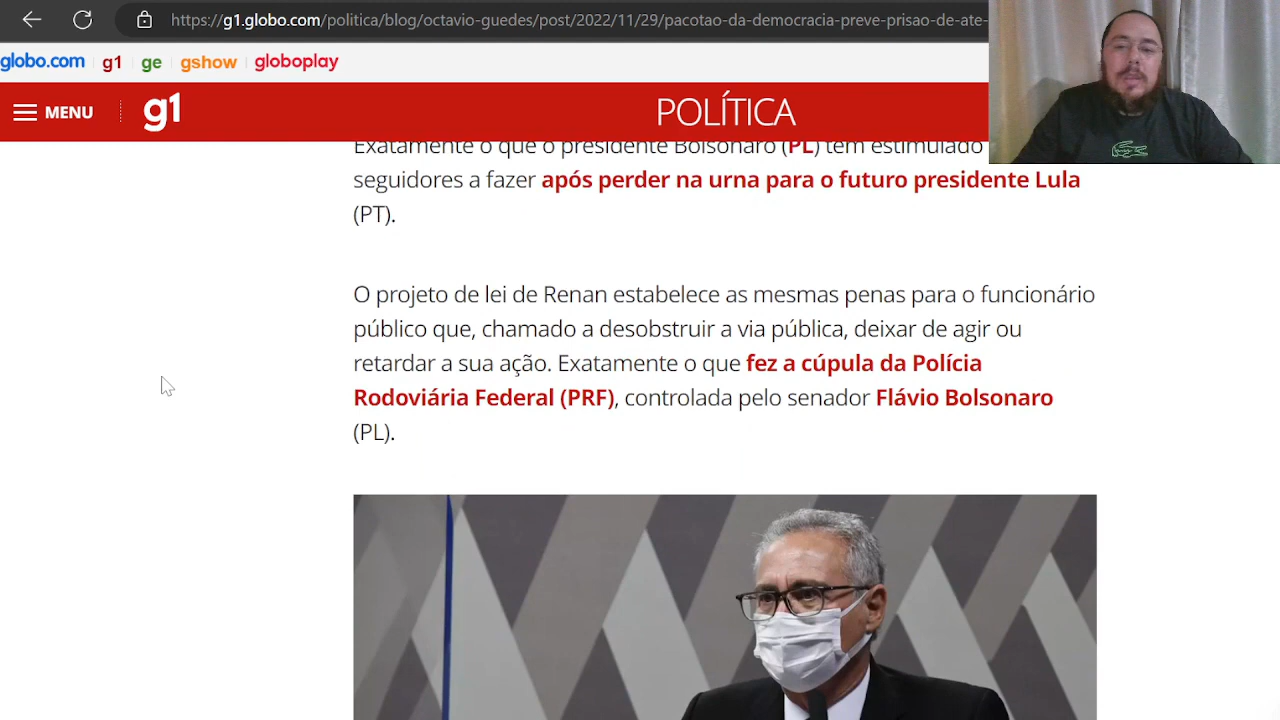 https://g1.globo.com/politica/blog/octavio-guedes/post/2022/11/29/pacotao-da-democracia-preve-prisao-de-ate-
globo.com g1 ge gshow globoplay
MENU g1 POLÍTICA
Exatamente o que o presidente Bolsonaro (PL) tem estimulado
seguidores a fazer após perder na urna para o futuro presidente Lula
(PT).
O projeto de lei de Renan estabelece as mesmas penas para o funcionário
público que, chamado a desobstruir a via pública, deixar de agir ou
retardar a sua ação. Exatamente o que fez a cúpula da Polícia
Rodoviária Federal (PRF), controlada pelo senador Flávio Bolsonaro
(PL).